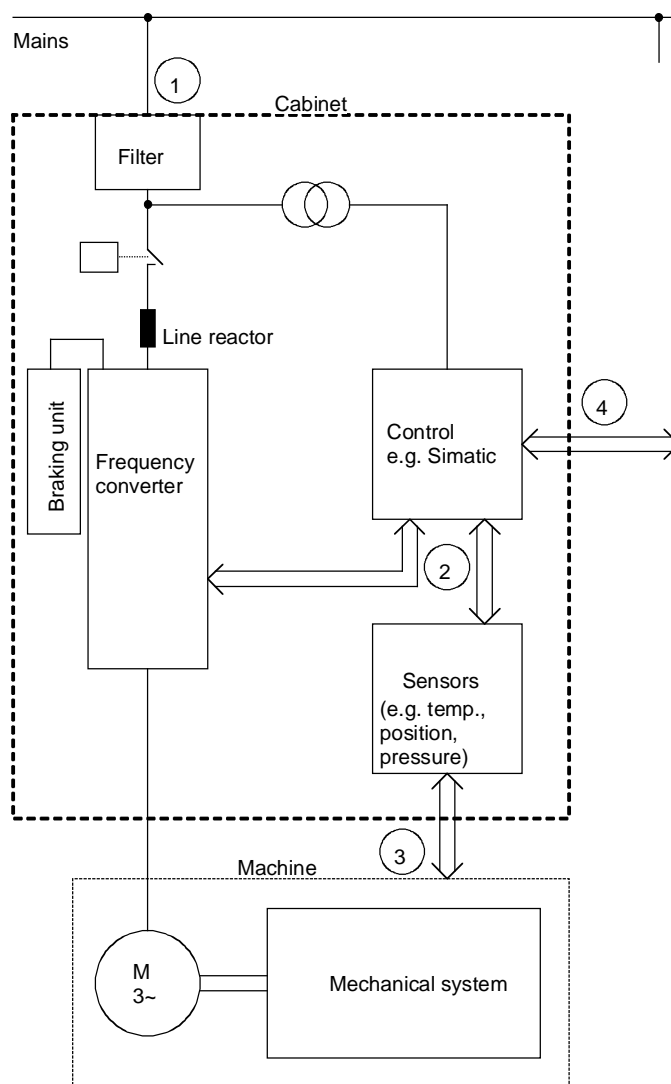 Mains
1
Cabinet
Filter
Line reactor
Braking unit
Frequency
converter
Control
e.g. Simatic
4
2
Sensors
(e.g. temp.,
position,
pressure)
3
Machine
M
3~
Mechanical system